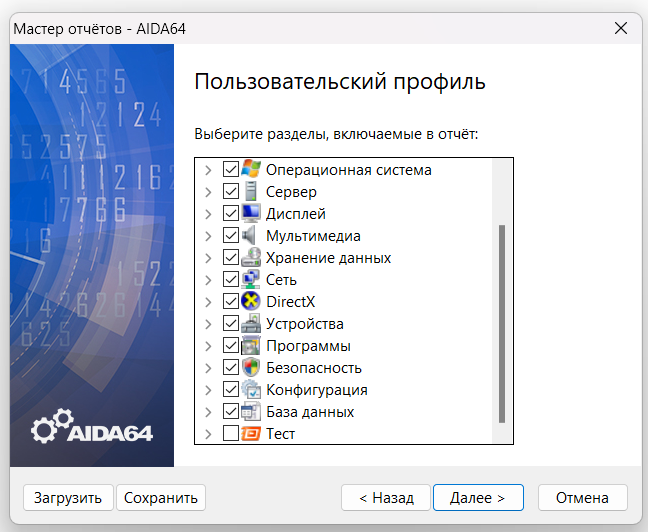 Мастер отчётов - AIDA64
Пользовательский профиль
Выберите разделы, включаемые в отчёт:
Операционная система
Сервер
Дисплей
Мультимедиа
Хранение данных
Сеть
DirectX
Устройства
Программы
Безопасность
Конфигурация
База данных
Тест
AIDA64
Загрузить
Сохранить
< Назад
Далее >
Отмена